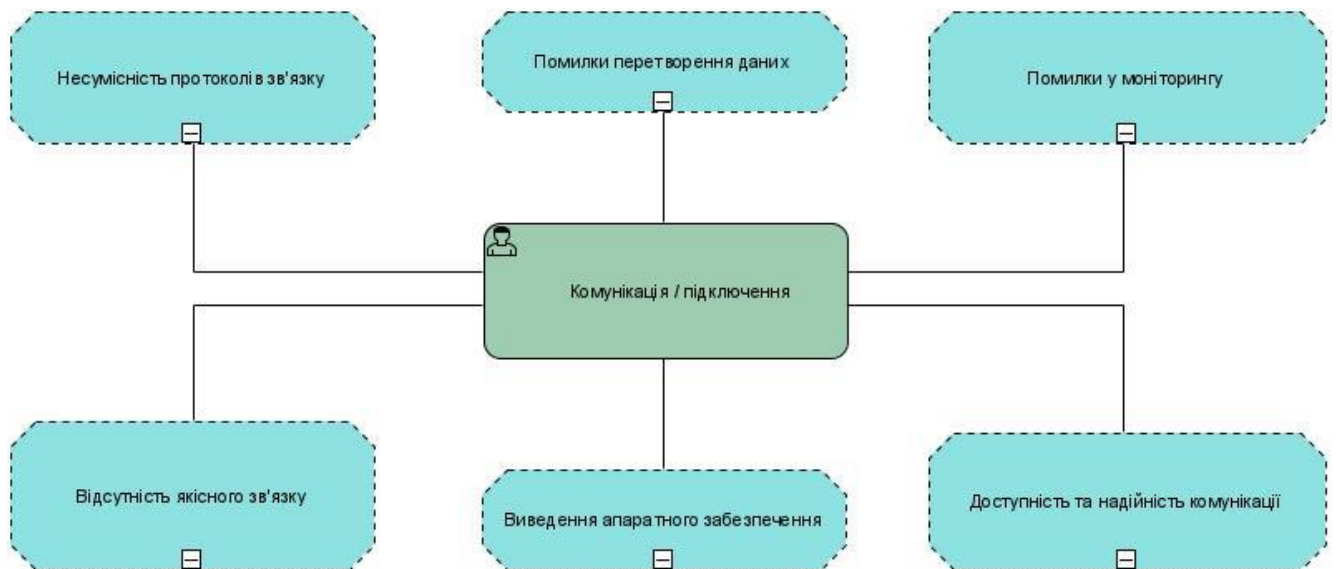 Несумісність протоколів зв'язку
Помилки перетворення даних
Помилки у моніторингу
Комунікація / підключення
Відсутність якісного зв'язку
Виведення апаратного забезпечення
Доступність та надійність комунікації